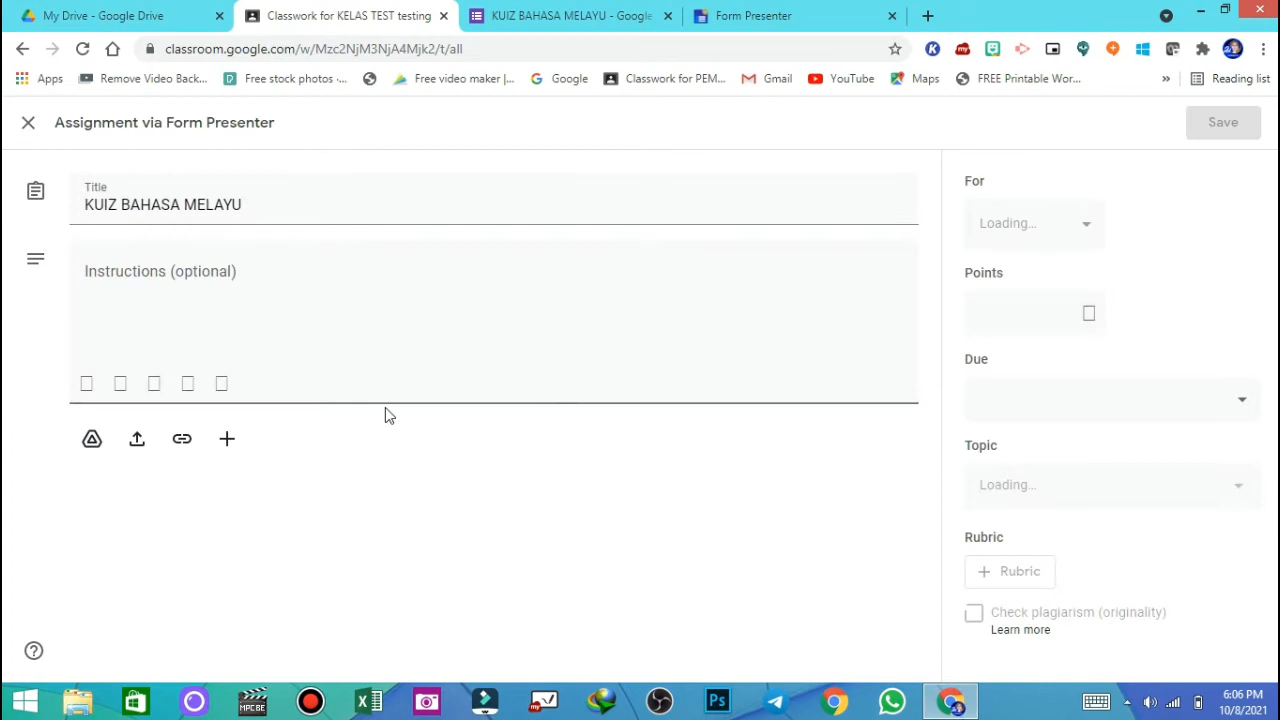 My Drive - Google Drive
Classwork for KELAS TEST testing
KUIZ BAHASA MELAYU - Google
Form Presenter
classroom.google.com/w/Mzc2NjM3NjA4Mjk2/t/all
Apps
Remove Video Back...
Free stock photos ·...
Free video maker |...
Google
Classwork for PEM...
Gmail
YouTube
Maps
FREE Printable Wor...
»
Reading list
Assignment via Form Presenter
Save
Title
KUIZ BAHASA MELAYU
Instructions (optional)
For
Loading...
Points
Due
Topic
Loading...
Rubric
+ Rubric
Check plagiarism (originality)
Learn more
MPC-BE
Ps
6:06 PM
10/8/2021